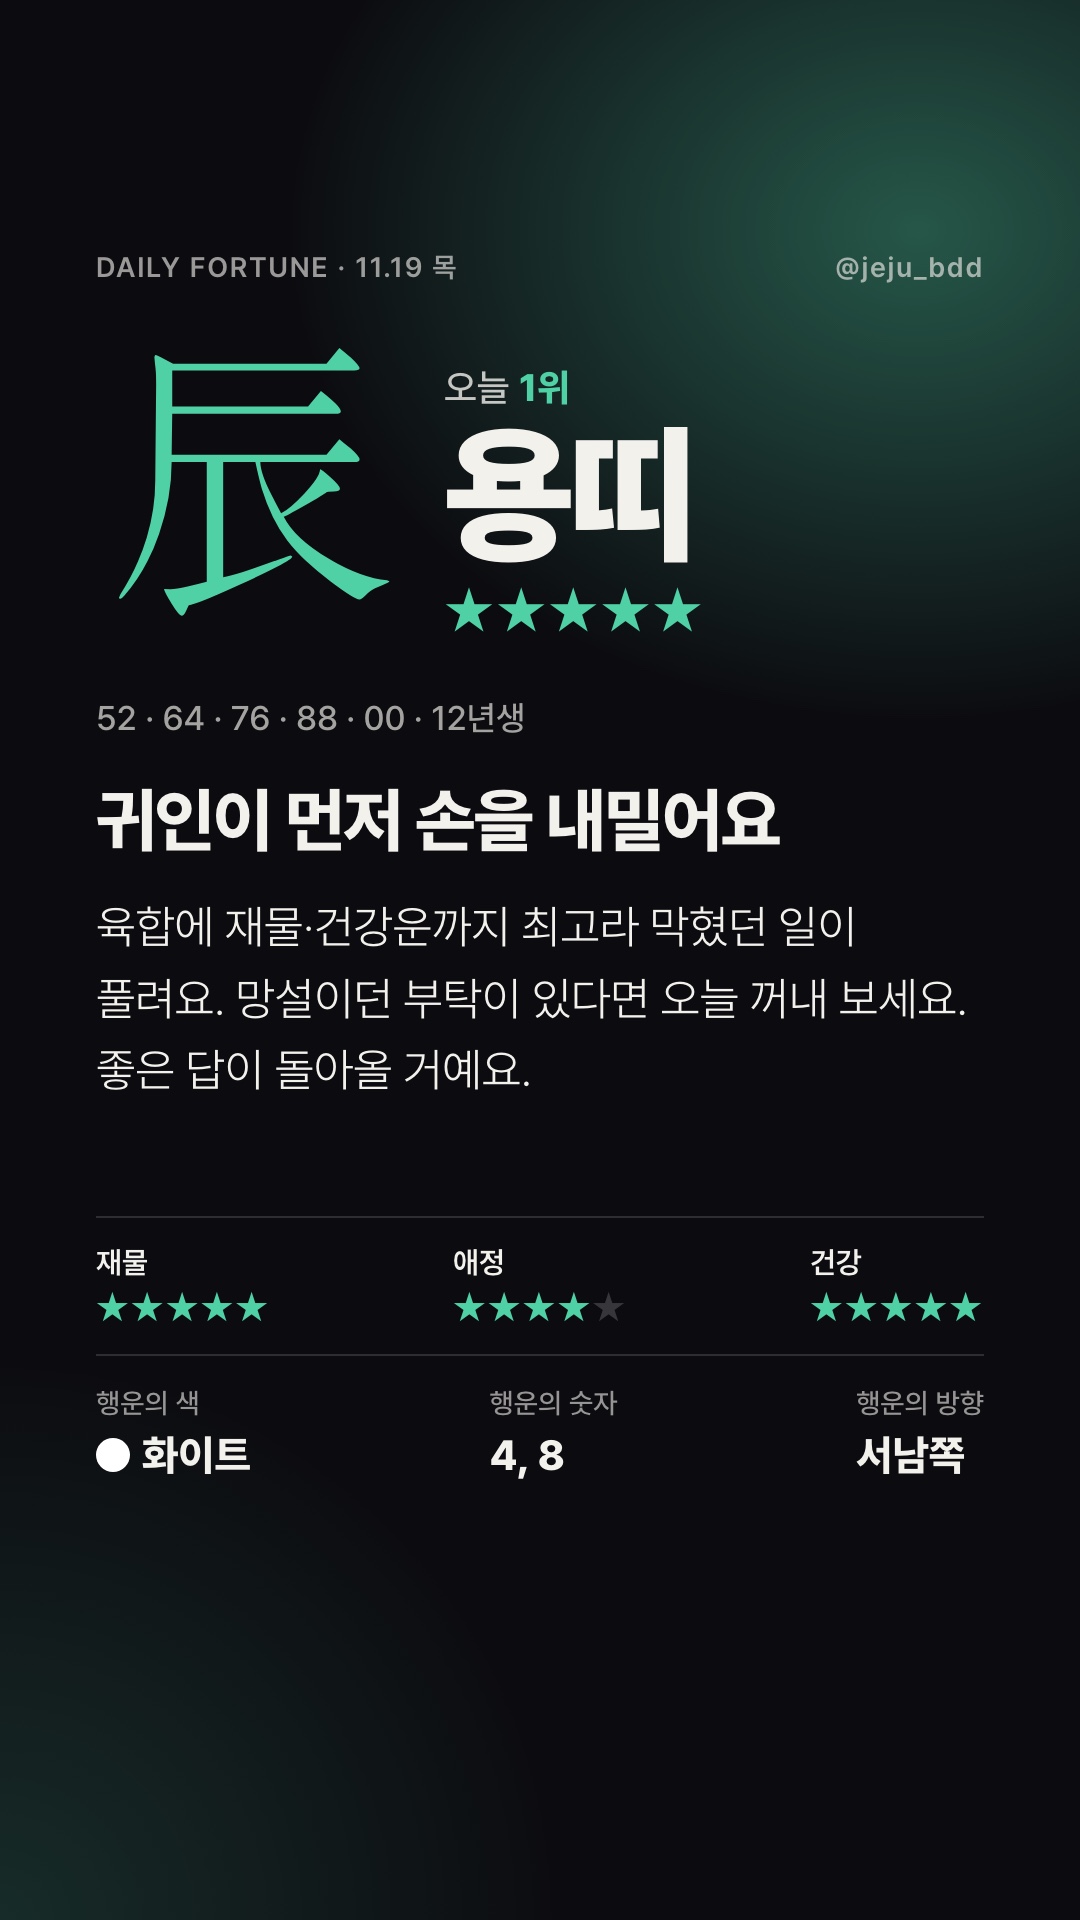 DAILY FORTUNE · 11.19 목
@jeju_bdd
辰
오늘 1위
용띠
★★★★★
52 · 64 · 76 · 88 · 00 · 12년생
귀인이 먼저 손을 내밀어요
육합에 재물·건강운까지 최고라 막혔던 일이
풀려요. 망설이던 부탁이 있다면 오늘 꺼내 보세요.
좋은 답이 돌아올 거예요.
재물 애정 건강
★★★★★ ★★★★★ ★★★★★
행운의 색 행운의 숫자 행운의 방향
화이트 4, 8 서남쪽